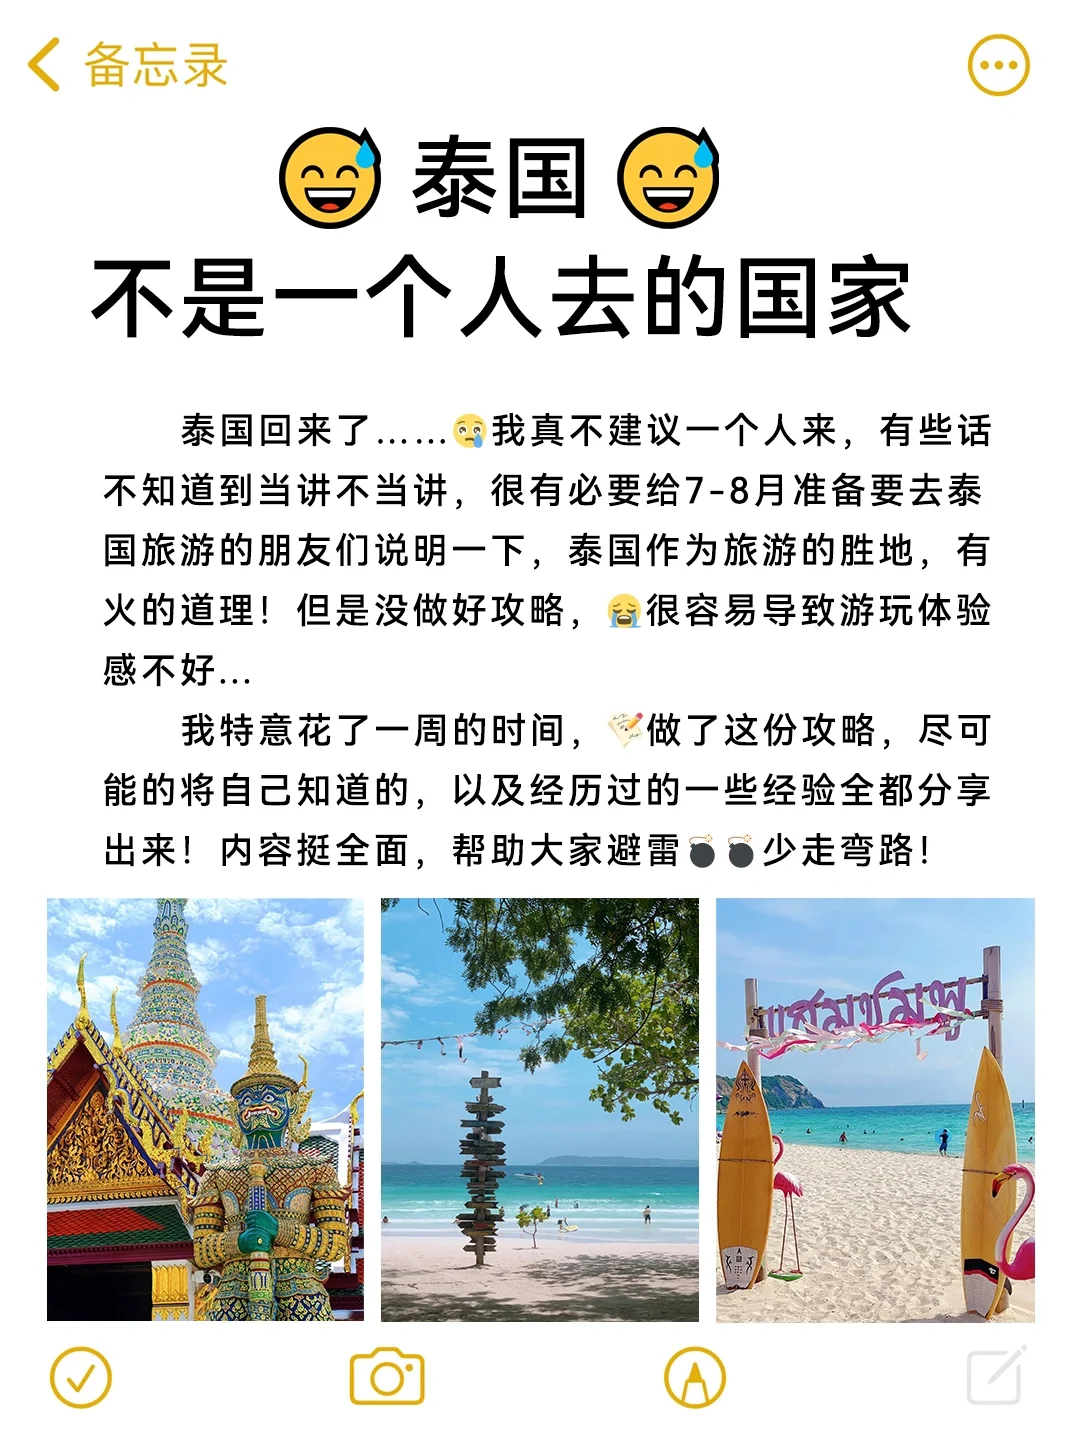 备忘录
😅 泰国 😅
不是一个人去的国家
泰国回来了……😢我真不建议一个人来，有些话
不知道到当讲不当讲，很有必要给7-8月准备要去泰
国旅游的朋友们说明一下，泰国作为旅游的胜地，有
火的道理！但是没做好攻略，😭很容易导致游玩体验
感不好...
我特意花了一周的时间，📝做了这份攻略，尽可
能的将自己知道的，以及经历过的一些经验全都分享
出来！内容挺全面，帮助大家避雷💣💣少走弯路！
แสมชมพู